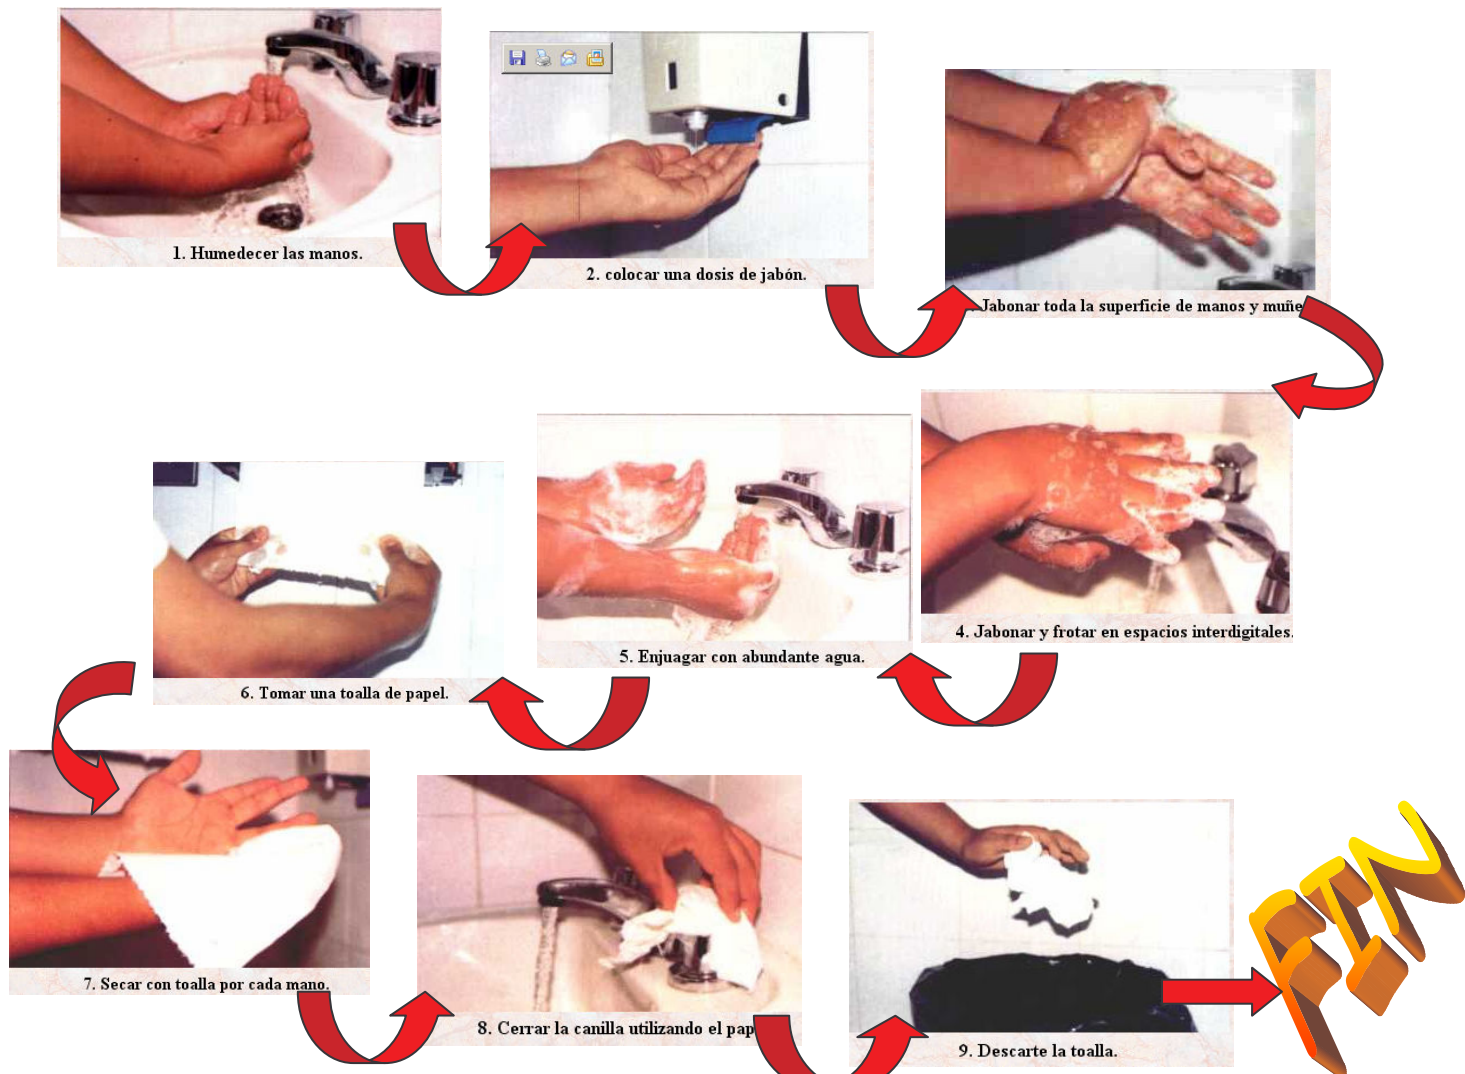 1. Humedecer las manos.
2. colocar una dosis de jabón.
Jabonar toda la superficie de manos y muñe
4. Jabonar y frotar en espacios interdigitales.
5. Enjuagar con abundante agua.
6. Tomar una toalla de papel.
7. Secar con toalla por cada mano.
8. Cerrar la canilla utilizando el pap
9. Descarte la toalla.
FIN